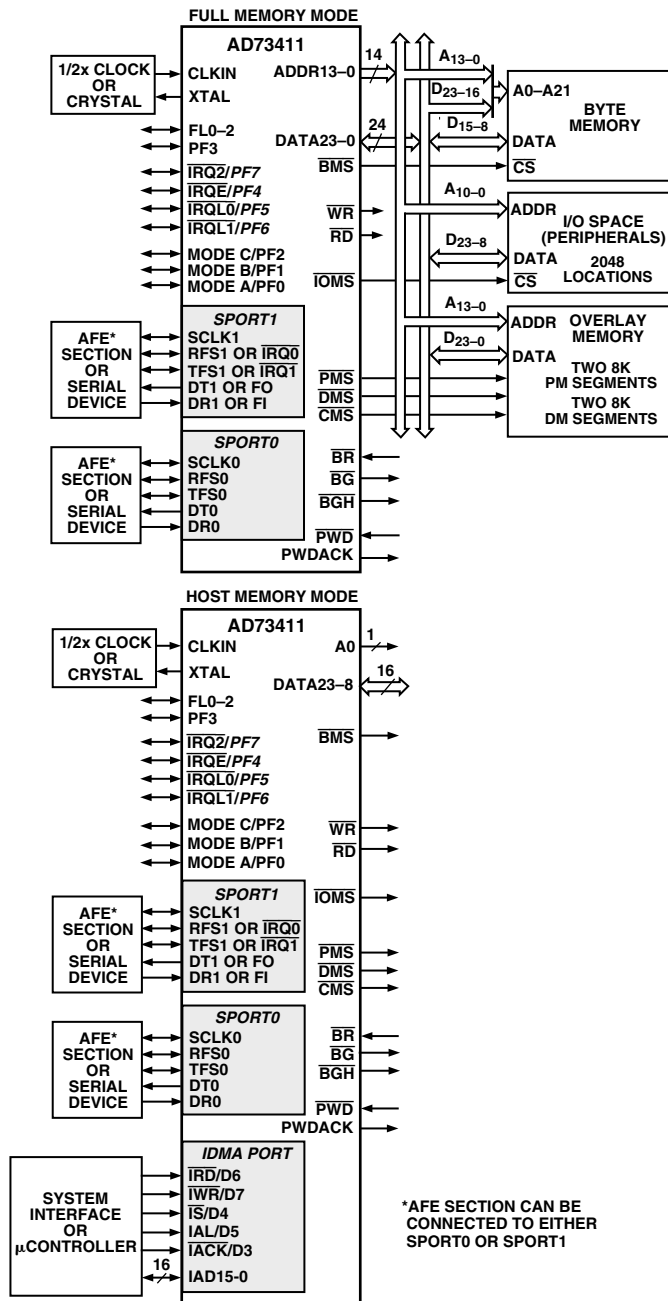 FULL MEMORY MODE
AD73411
1/2x CLOCK
OR
CRYSTAL
CLKIN
XTAL
FL0–2
PF3
IRQ2/PF7
IRQE/PF4
IRQL0/PF5
IRQL1/PF6
MODE C/PF2
MODE B/PF1
MODE A/PF0
AFE*
SECTION
OR
SERIAL
DEVICE
SPORT1
SCLK1
RFS1 OR IRQ0
TFS1 OR IRQ1
DT1 OR FO
DR1 OR FI
AFE*
SECTION
OR
SERIAL
DEVICE
SPORT0
SCLK0
RFS0
TFS0
DT0
DR0
ADDR13–0
14
DATA23–0
24
BMS
WR
RD
IOMS
PMS
DMS
CMS
BR
BG
BGH
PWD
PWDACK
A13–0
D23–16
D15–8
A10–0
D23–8
A13–0
D23–0
A0–A21
BYTE
MEMORY
DATA
CS
ADDR
I/O SPACE
(PERIPHERALS)
DATA
2048
LOCATIONS
CS
ADDR
OVERLAY
MEMORY
DATA
TWO 8K
PM SEGMENTS
TWO 8K
DM SEGMENTS
HOST MEMORY MODE
AD73411
1/2x CLOCK
OR
CRYSTAL
CLKIN
XTAL
FL0–2
PF3
IRQ2/PF7
IRQE/PF4
IRQL0/PF5
IRQL1/PF6
MODE C/PF2
MODE B/PF1
MODE A/PF0
AFE*
SECTION
OR
SERIAL
DEVICE
SPORT1
SCLK1
RFS1 OR IRQ0
TFS1 OR IRQ1
DT1 OR FO
DR1 OR FI
AFE*
SECTION
OR
SERIAL
DEVICE
SPORT0
SCLK0
RFS0
TFS0
DT0
DR0
SYSTEM
INTERFACE
OR
µCONTROLLER
IDMA PORT
IRD/D6
IWR/D7
IS/D4
IAL/D5
IACK/D3
16
IAD15-0
A0
1
DATA23–8
16
BMS
WR
RD
IOMS
PMS
DMS
CMS
BR
BG
BGH
PWD
PWDACK
*AFE SECTION CAN BE
CONNECTED TO EITHER
SPORT0 OR SPORT1